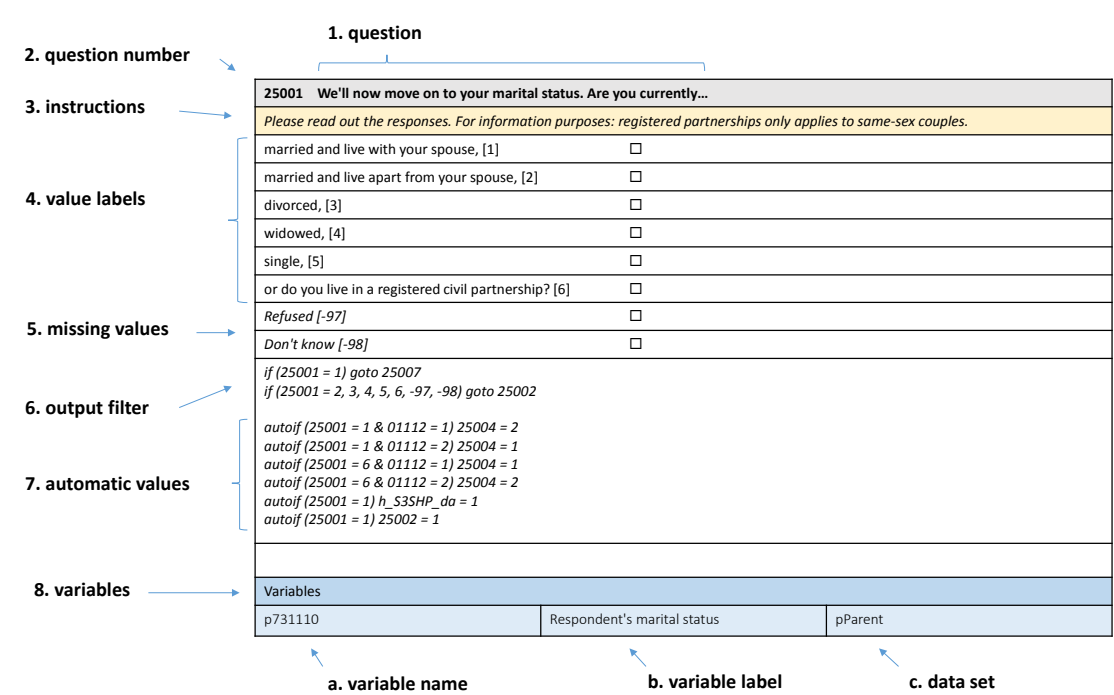 1. question
2. question number
25001 We'll now move on to your marital status. Are you currently…
3. instructions
Please read out the responses. For information purposes: registered partnerships only applies to same-sex couples.
married and live with your spouse, [1]
married and live apart from your spouse, [2]
4. value labels
divorced, [3]
widowed, [4]
single, [5]
or do you live in a registered civil partnership? [6]
5. missing values
Refused [-97]
Don't know [-98]
if (25001 = 1) goto 25007
if (25001 = 2, 3, 4, 5, 6, -97, -98) goto 25002
6. output filter
autoif (25001 = 1 & 01112 = 1) 25004 = 2
autoif (25001 = 1 & 01112 = 2) 25004 = 1
autoif (25001 = 6 & 01112 = 1) 25004 = 1
autoif (25001 = 6 & 01112 = 2) 25004 = 2
autoif (25001 = 1) h_S3SHP_da = 1
autoif (25001 = 1) 25002 = 1
7. automatic values
8. variables
Variables
p731110 Respondent's marital status pParent
a. variable name b. variable label c. data set